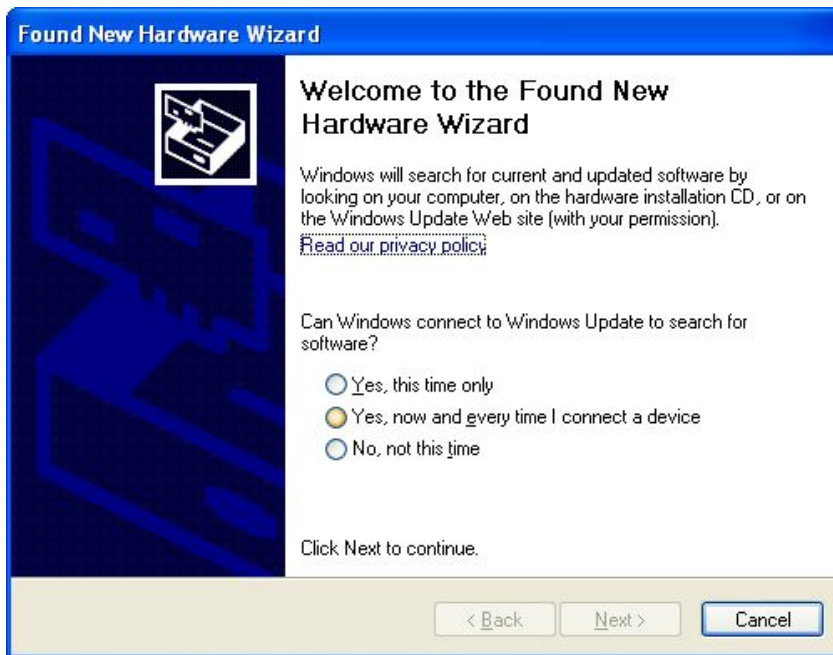 Found New Hardware Wizard
Welcome to the Found New
Hardware Wizard
Windows will search for current and updated software by
looking on your computer, on the hardware installation CD, or on
the Windows Update Web site (with your permission).
Read our privacy policy
Can Windows connect to Windows Update to search for
software?
Yes, this time only
Yes, now and every time I connect a device
No, not this time
Click Next to continue.
< Back Next > Cancel